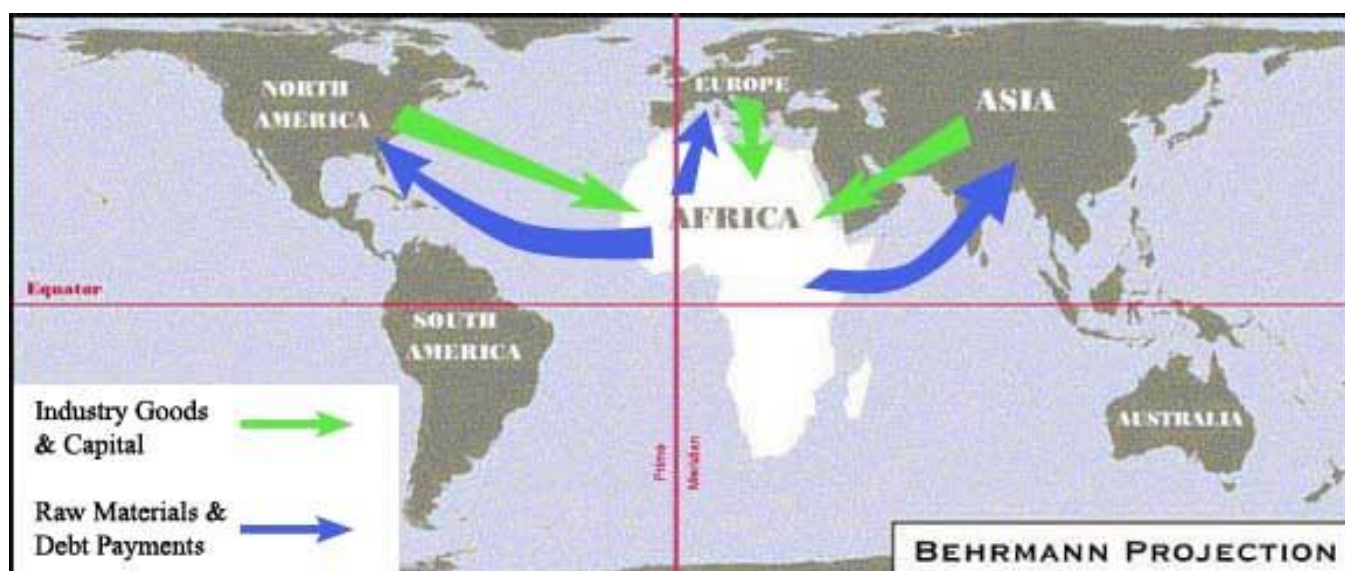 NORTH
AMERICA
EUROPE
ASIA
AFRICA
Equator
SOUTH
AMERICA
AUSTRALIA
Prime
Meridan
Industry Goods
& Capital
Raw Materials &
Debt Payments
BEHRMANN PROJECTION